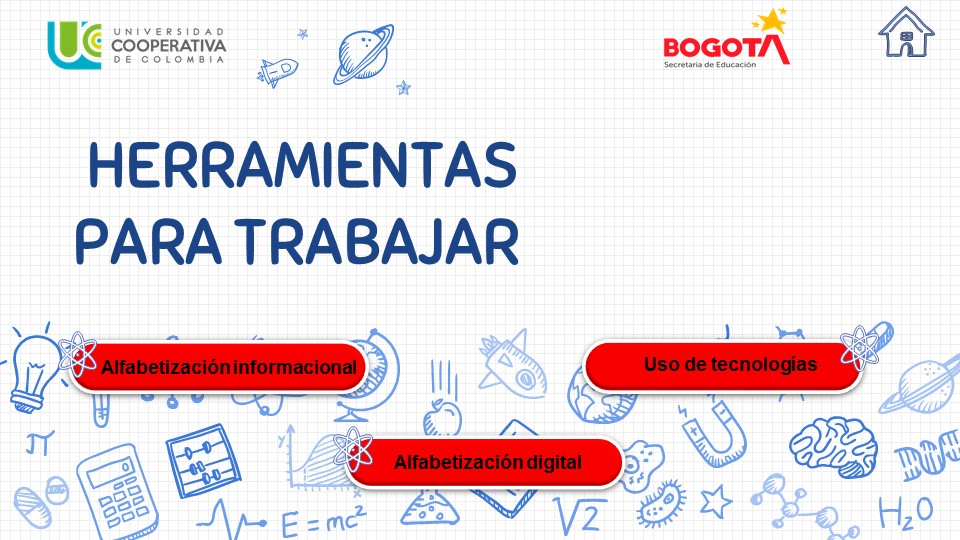 UNIVERSIDAD
COOPERATIVA
DE COLOMBIA
BOGOTA
Secretaría de Educación
HERRAMIENTAS
PARA TRABAJAR
Alfabetización informacional
Uso de tecnologías
Alfabetización digital
π
y
E=mc²
√2
H₂O